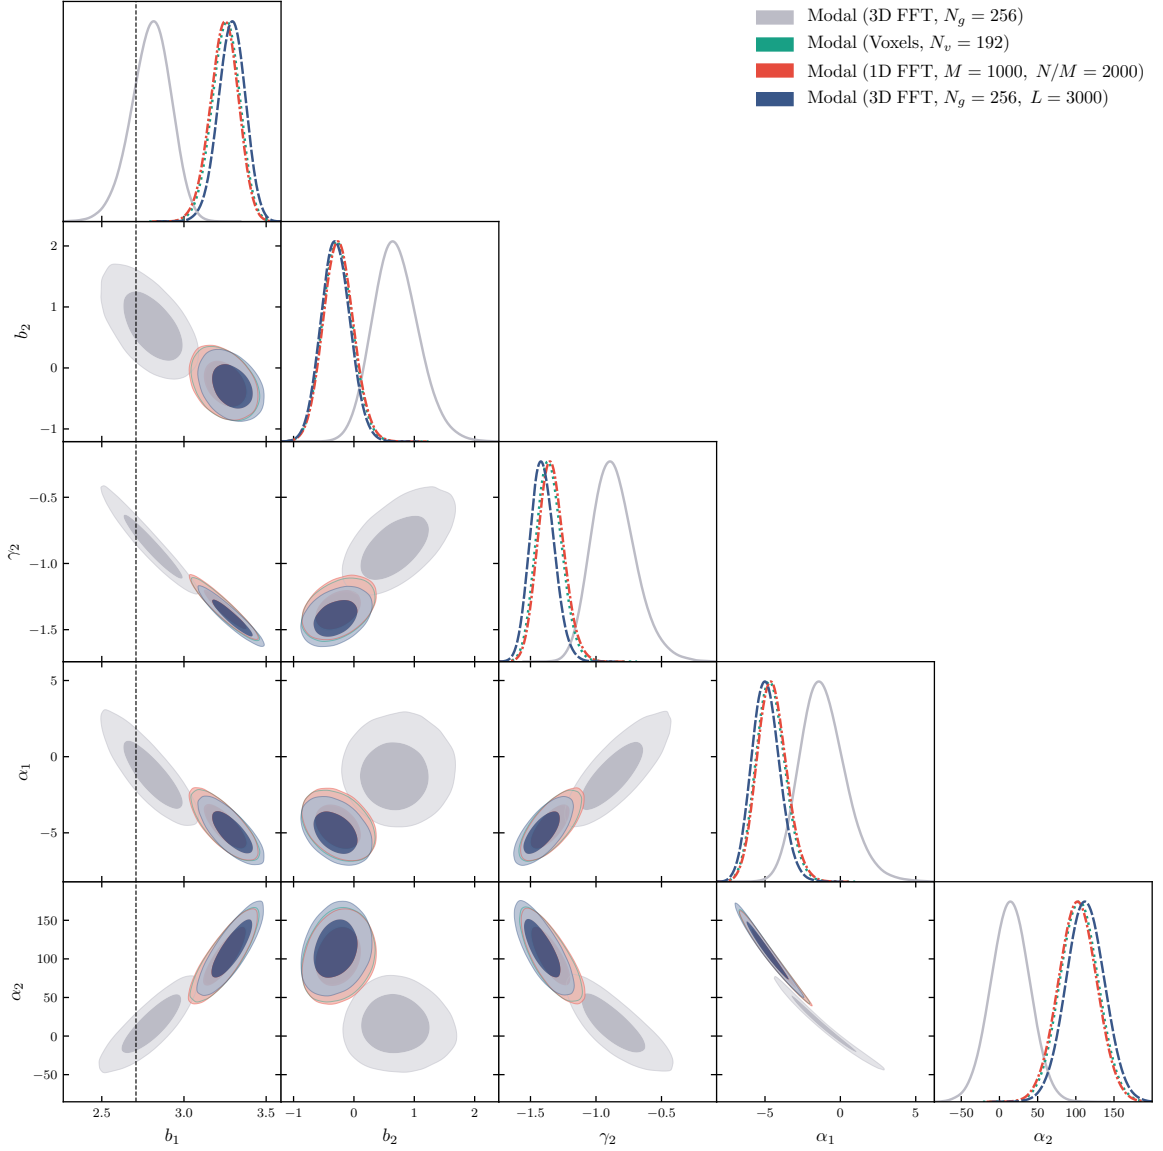 Modal (3D FFT, N_g = 256)
Modal (Voxels, N_v = 192)
Modal (1D FFT, M = 1000, N/M = 2000)
Modal (3D FFT, N_g = 256, L = 3000)
2
1
0
−1
b_2
−0.5
−1.0
−1.5
γ_2
5
0
−5
α_1
150
100
50
0
−50
α_2
2.5 3.0 3.5
−1 0 1 2
−1.5 −1.0 −0.5
−5 0 5
−50 0 50 100 150
b_1 b_2 γ_2 α_1 α_2